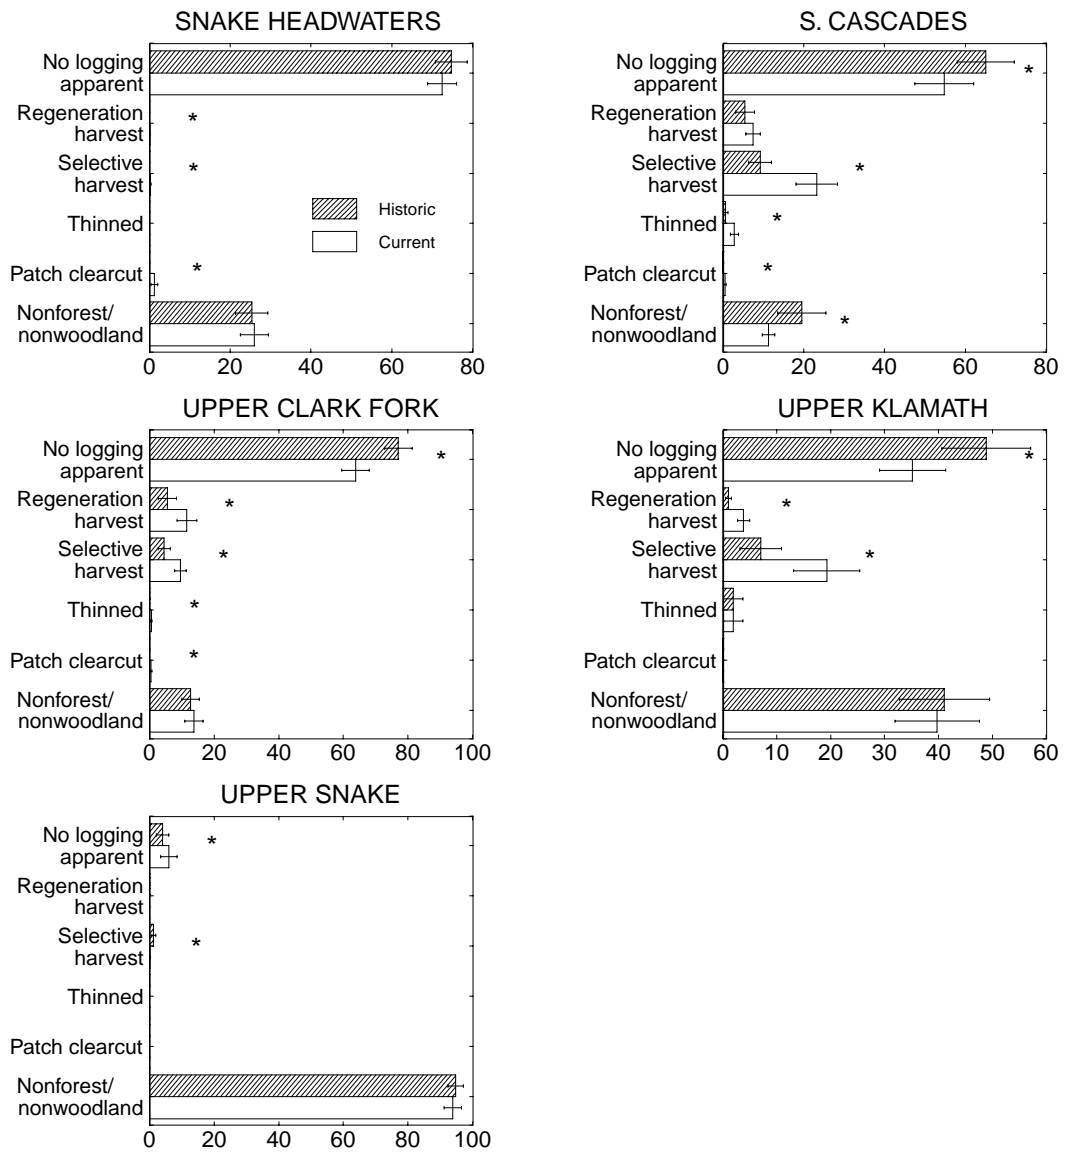 SNAKE HEADWATERS
No logging
apparent
*
Regeneration
harvest
*
Selective
harvest
Thinned
*
Patch clearcut
Nonforest/
nonwoodland
Historic
Current
0 20 40 60 80
S. CASCADES
No logging
apparent
*
Regeneration
harvest
Selective
harvest
*
Thinned
*
Patch clearcut
*
Nonforest/
nonwoodland
*
0 20 40 60 80
UPPER CLARK FORK
No logging
apparent
*
Regeneration
harvest
*
Selective
harvest
*
Thinned
*
Patch clearcut
*
Nonforest/
nonwoodland
0 20 40 60 80 100
UPPER KLAMATH
No logging
apparent
*
Regeneration
harvest
*
Selective
harvest
*
Thinned
Patch clearcut
Nonforest/
nonwoodland
0 10 20 30 40 50 60
UPPER SNAKE
No logging
apparent
*
Regeneration
harvest
Selective
harvest
*
Thinned
Patch clearcut
Nonforest/
nonwoodland
0 20 40 60 80 100